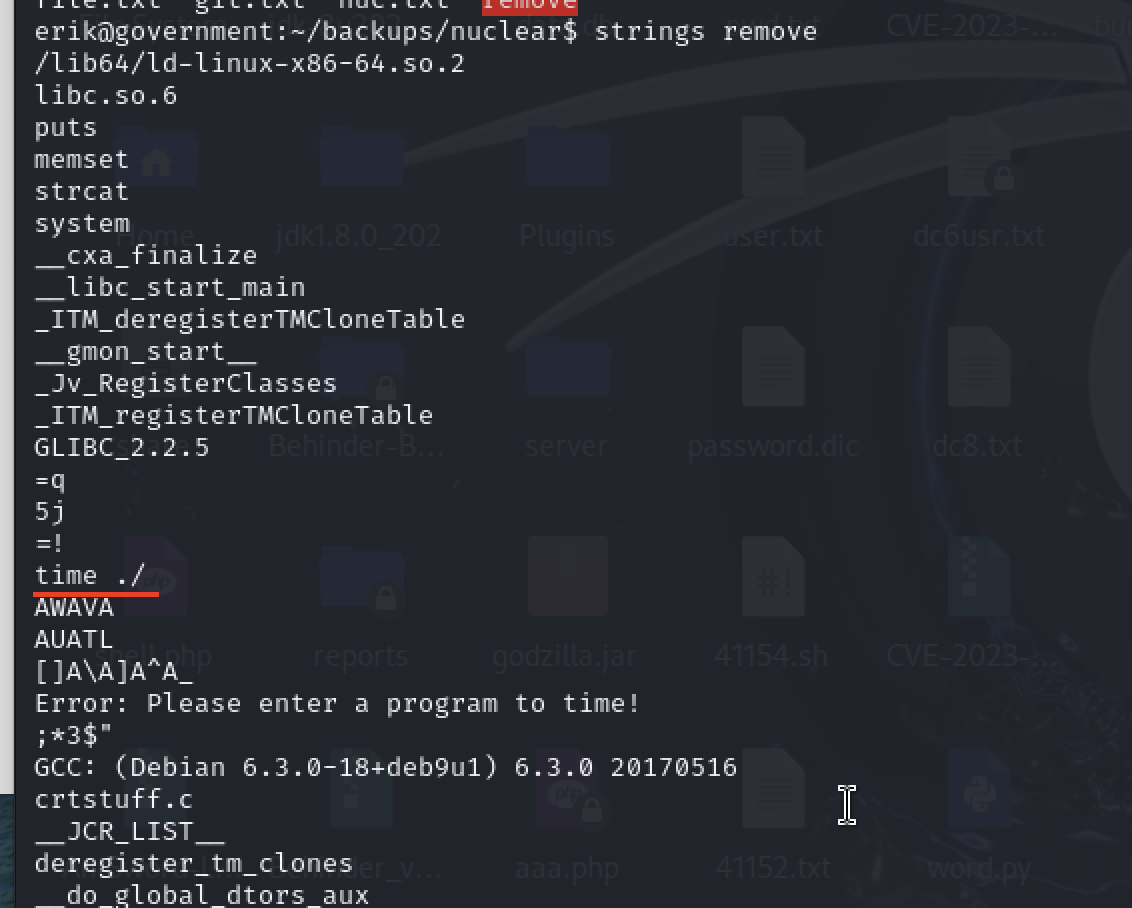 file.txt  git.txt  nuc.txt  remove
erik@government:~/backups/nuclear$ strings remove
/lib64/ld-linux-x86-64.so.2
libc.so.6
puts
memset
strcat
system
__cxa_finalize
__libc_start_main
_ITM_deregisterTMCloneTable
__gmon_start__
_Jv_RegisterClasses
_ITM_registerTMCloneTable
GLIBC_2.2.5
=q
5j
=!
time ./
AWAVA
AUATL
[]A\A]A^A_
Error: Please enter a program to time!
;*3$"
GCC: (Debian 6.3.0-18+deb9u1) 6.3.0 20170516
crtstuff.c
__JCR_LIST__
deregister_tm_clones
__do_global_dtors_aux
CVE-2023-...
Home
jdk1.8.0_202
Plugins
user.txt
dc6usr.txt
Behinder-B...
server
password.dic
dc8.txt
shell.php
reports
godzilla.jar
41154.sh
CVE-2023-...
aaa.php
41152.txt
word.py